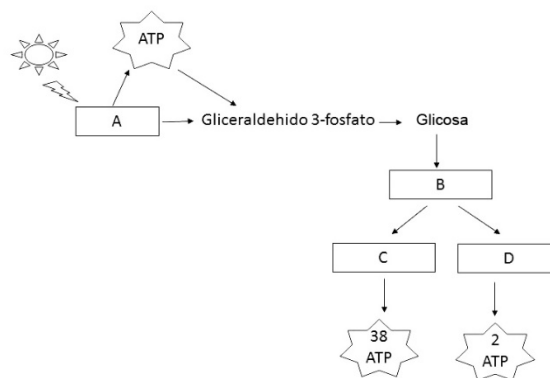 ATP
A
Gliceraldehido 3-fosfato
Glicosa
B
C
D
38
ATP
2
ATP